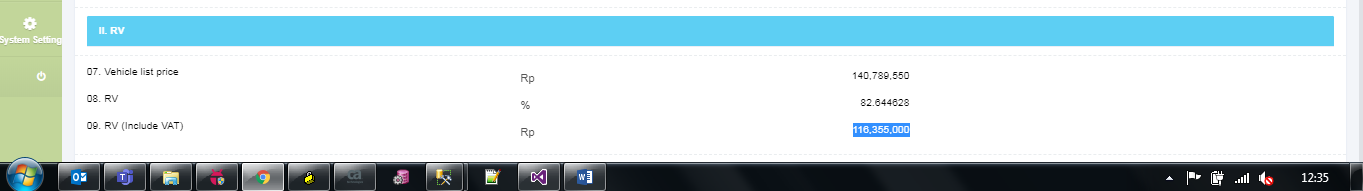 II. RV
System Setting
07. Vehicle list price Rp 140,789,550
08. RV % 82.644628
09. RV (Include VAT) Rp 116,355,000
12:35